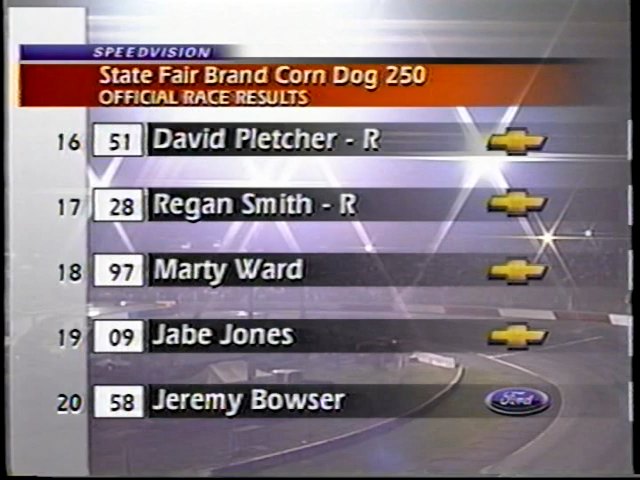 SPEEDVISION
State Fair Brand Corn Dog 250
OFFICIAL RACE RESULTS
16 51 David Pletcher - R
17 28 Regan Smith - R
18 97 Marty Ward
19 09 Jabe Jones
20 58 Jeremy Bowser Ford